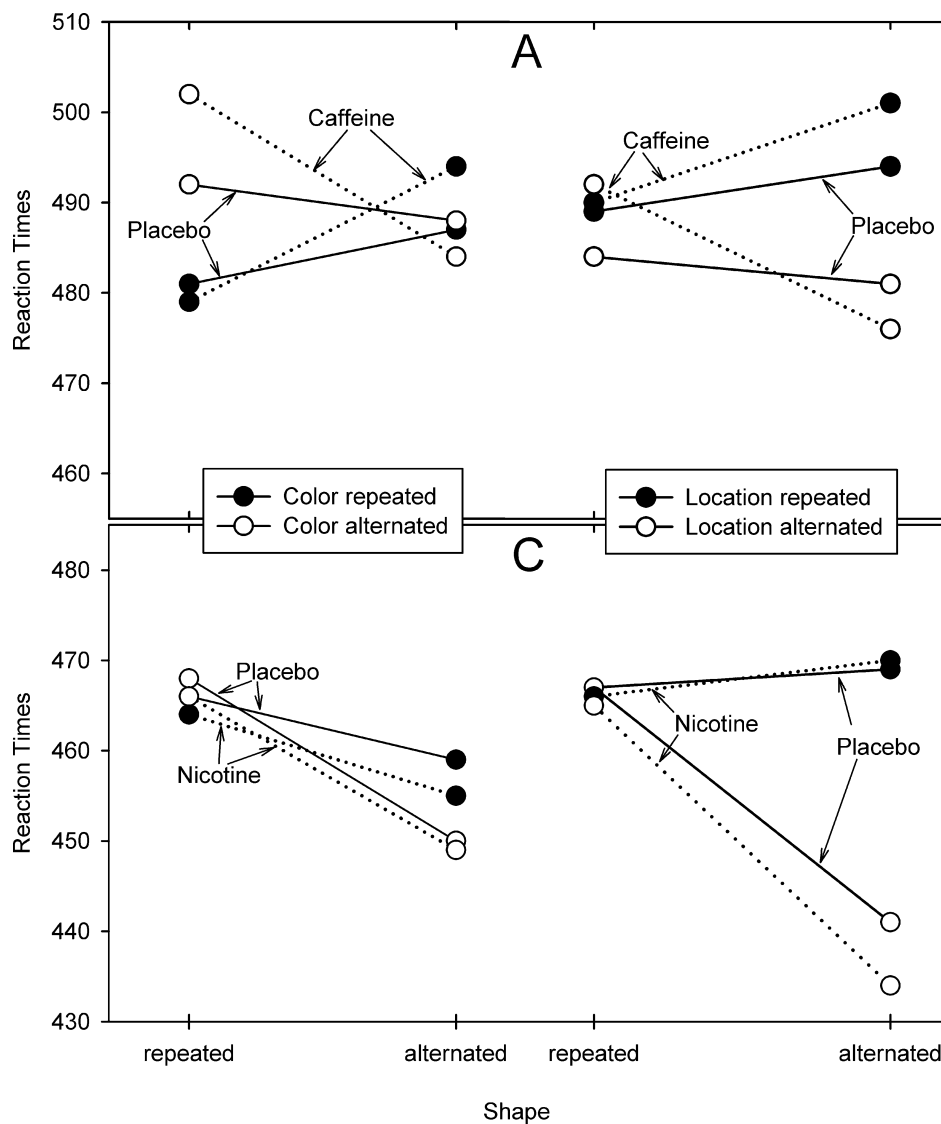 A
510
500
490
480
470
460
Reaction Times
Caffeine
Placebo
Caffeine
Placebo
Color repeated
Color alternated
Location repeated
Location alternated
C
480
470
460
450
440
430
Reaction Times
Placebo
Nicotine
Nicotine
Placebo
repeated
alternated
repeated
alternated
Shape